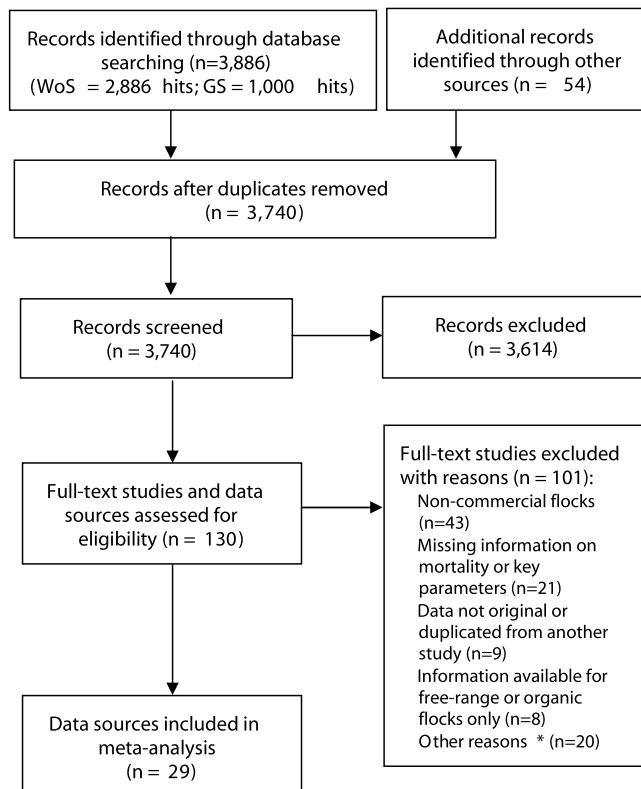 Records identified through database
searching (n=3,886)
(WoS = 2,886 hits; GS = 1,000 hits)
Additional records
identified through other
sources (n = 54)
Records after duplicates removed
(n = 3,740)
Records screened
(n = 3,740)
Records excluded
(n = 3,614)
Full-text studies and data
sources assessed for
eligibility (n = 130)
Full-text studies excluded
with reasons (n = 101):
Non-commercial flocks
(n=43)
Missing information on
mortality or key
parameters (n=21)
Data not original or
duplicated from another
study (n=9)
Information available for
free-range or organic
flocks only (n=8)
Other reasons * (n=20)
Data sources included in
meta-analysis
(n = 29)